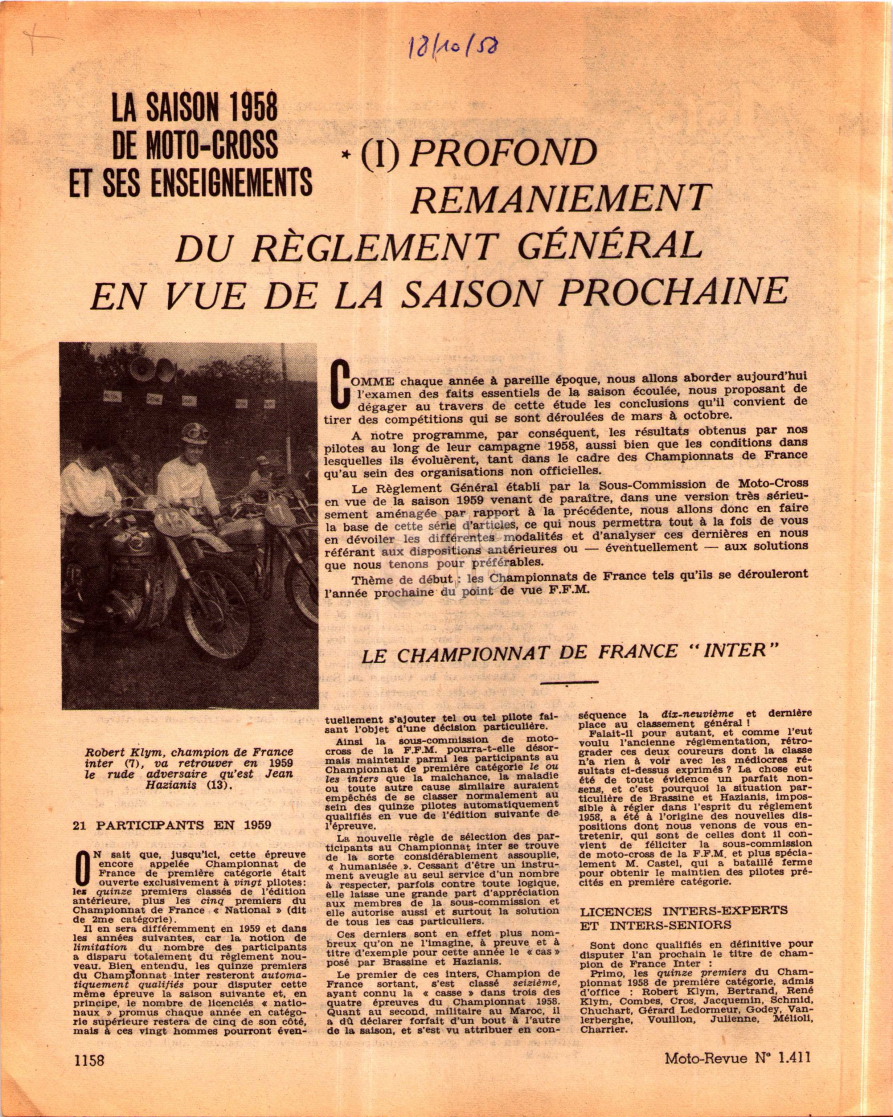 18/10/58
LA SAISON 1958
DE MOTO-CROSS
ET SES ENSEIGNEMENTS
* (I) PROFOND
REMANIEMENT
DU RÈGLEMENT GÉNÉRAL
EN VUE DE LA SAISON PROCHAINE
COMME chaque année à pareille époque, nous allons aborder aujourd'hui
l'examen des faits essentiels de la saison écoulée, nous proposant de
dégager au travers de cette étude les conclusions qu'il convient de
tirer des compétitions qui se sont déroulées de mars à octobre.
A notre programme, par conséquent, les résultats obtenus par nos
pilotes au long de leur campagne 1958, aussi bien que les conditions dans
lesquelles ils évoluèrent, tant dans le cadre des Championnats de France
qu'au sein des organisations non officielles.
Le Règlement Général établi par la Sous-Commission de Moto-Cross
en vue de la saison 1959 venant de paraître, dans une version très sérieu-
sement aménagée par rapport à la précédente, nous allons donc en faire
la base de cette série d'articles, ce qui nous permettra tout à la fois de vous
en dévoiler les différentes modalités et d'analyser ces dernières en nous
référant aux dispositions antérieures ou — éventuellement — aux solutions
que nous tenons pour préférables.
Thème de début : les Championnats de France tels qu'ils se dérouleront
l'année prochaine du point de vue F.F.M.
LE CHAMPIONNAT DE FRANCE "INTER"
Robert Klym, champion de France
inter (7), va retrouver en 1959
le rude adversaire qu'est Jean
Hazianis (13).
21 PARTICIPANTS EN 1959
ON sait que, jusqu'ici, cette épreuve
encore appelée Championnat de
France de première catégorie était
ouverte exclusivement à vingt pilotes:
les quinze premiers classés de l'édition
antérieure, plus les cinq premiers du
Championnat de France « National » (dit
de 2me catégorie).
Il en sera différemment en 1959 et dans
les années suivantes, car la notion de
limitation du nombre des participants
a disparu totalement du règlement nou-
veau. Bien entendu, les quinze premiers
du Championnat inter resteront automa-
tiquement qualifiés pour disputer cette
même épreuve la saison suivante et, en
principe, le nombre de licenciés « natio-
naux » promus chaque année en catégo-
rie supérieure restera de cinq de son côté,
mais à ces vingt hommes pourront éven-
tuellement s'ajouter tel ou tel pilote fai-
sant l'objet d'une décision particulière.
Ainsi la sous-commission de moto-
cross de la F.F.M. pourra-t-elle désor-
mais maintenir parmi les participants au
Championnat de première catégorie le ou
les inters que la malchance, la maladie
ou toute autre cause similaire auraient
empêchés de se classer normalement au
sein des quinze pilotes automatiquement
qualifiés en vue de l'édition suivante de
l'épreuve.
La nouvelle règle de sélection des par-
ticipants au Championnat inter se trouve
de la sorte considérablement assouplie,
« humanisée ». Cessant d'être un instru-
ment aveugle au seul service d'un nombre
à respecter, parfois contre toute logique,
elle laisse une grande part d'appréciation
aux membres de la sous-commission et
elle autorise aussi et surtout la solution
de tous les cas particuliers.
Ces derniers sont en effet plus nom-
breux qu'on ne l'imagine, à preuve et à
titre d'exemple pour cette année le « cas »
posé par Brassine et Hazianis.
Le premier de ces inters, Champion de
France sortant, s'est classé seizième,
ayant connu la « casse » dans trois des
quatre épreuves du Championnat 1958.
Quant au second, militaire au Maroc, il
a dû déclarer forfait d'un bout à l'autre
de la saison, et s'est vu attribuer en con-
séquence la dix-neuvième et dernière
place au classement général !
Falait-il pour autant, et comme l'eut
voulu l'ancienne réglementation, rétro-
grader ces deux coureurs dont la classe
n'a rien à voir avec les médiocres ré-
sultats ci-dessus exprimés ? La chose eut
été de toute évidence un parfait non-
sens, et c'est pourquoi la situation par-
ticulière de Brassine et Hazianis, impos-
sible à régler dans l'esprit du règlement
1958, a été à l'origine des nouvelles dis-
positions dont nous venons de vous en-
tretenir, qui sont de celles dont il con-
vient de féliciter la sous-commission
de moto-cross de la F.F.M. et plus spécia-
lement M. Castel, qui a bataillé ferme
pour obtenir le maintien des pilotes pré-
cités en première catégorie.
LICENCES INTERS-EXPERTS
ET INTERS-SENIORS
Sont donc qualifiés en définitive pour
disputer l'an prochain le titre de cham-
pion de France Inter :
Primo, les quinze premiers du Cham-
pionnat 1958 de première catégorie, admis
d'office : Robert Klym, Bertrand, René
Klym, Combes, Cros, Jacquemin, Schmid,
Chuchart, Gérard Ledormeur, Godey, Van-
lerberghe, Vouillon, Julienne, Mélioli,
Charrier.
1158
Moto-Revue N° 1.411